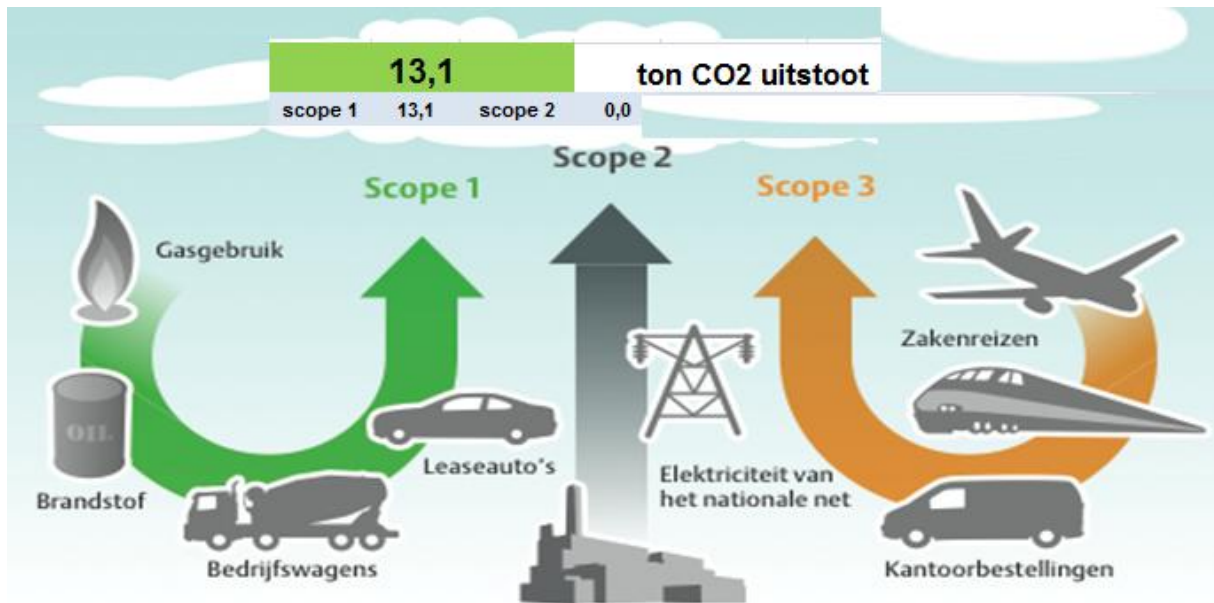 13,1 ton CO2 uitstoot
scope 1 13,1 scope 2 0,0
Scope 1
Scope 2
Scope 3
Gasgebruik
Brandstof
OIL
Bedrijfswagens
Leaseauto's
Elektriciteit van
het nationale net
Zakenreizen
Kantoorbestellingen